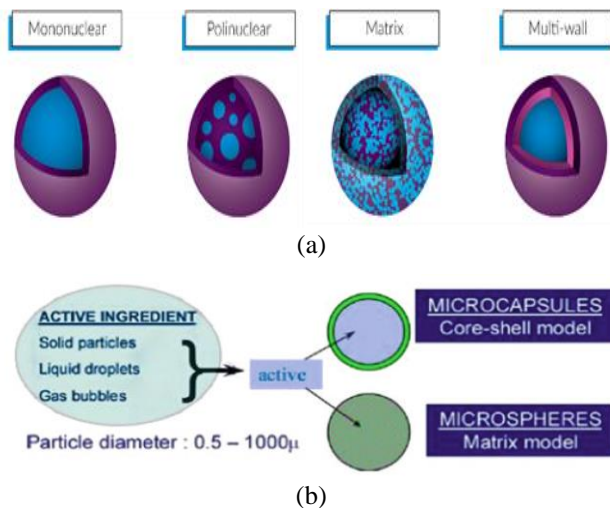 Mononuclear
Polinuclear
Matrix
Multi-wall
(a)
ACTIVE INGREDIENT
Solid particles
Liquid droplets
Gas bubbles
active
MICROCAPSULES
Core-shell model
MICROSPHERES
Matrix model
Particle diameter : 0.5 – 1000µ
(b)